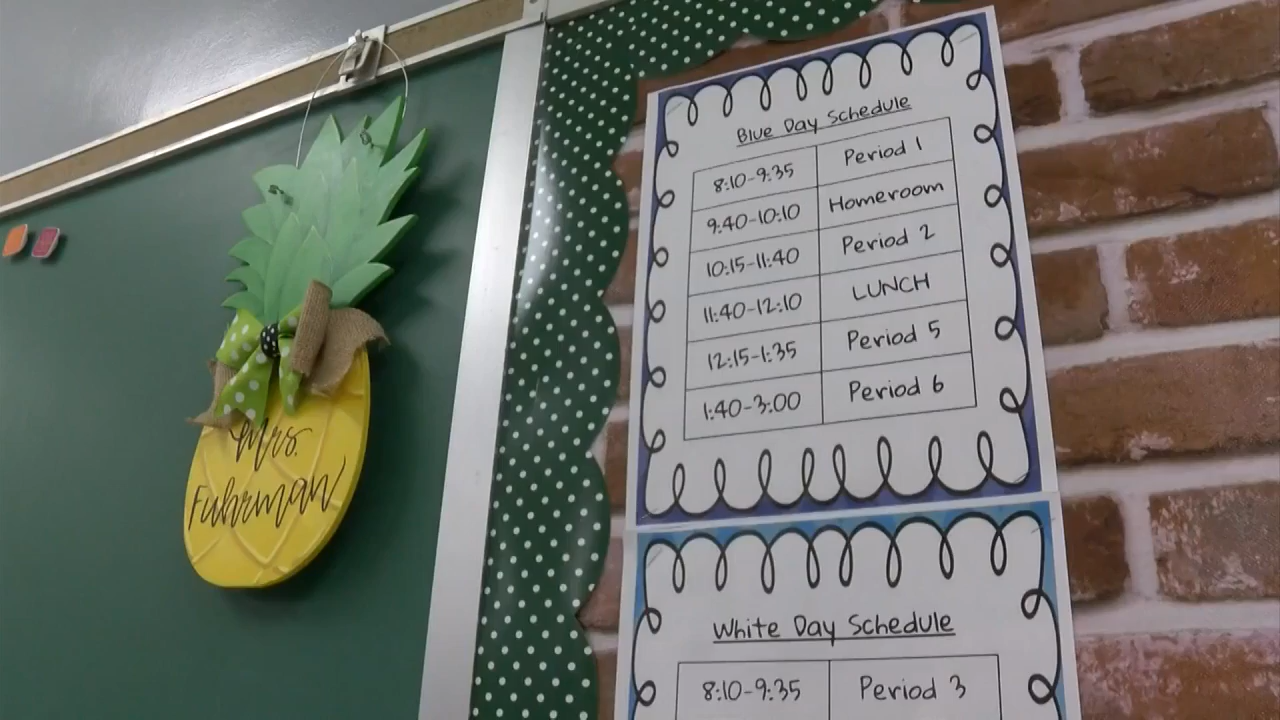 Mrs.
Fuhrman
Blue Day Schedule
8:10-9:35 Period 1
9:40-10:10 Homeroom
10:15-11:40 Period 2
11:40-12:10 LUNCH
12:15-1:35 Period 5
1:40-3:00 Period 6
White Day Schedule
8:10-9:35 Period 3